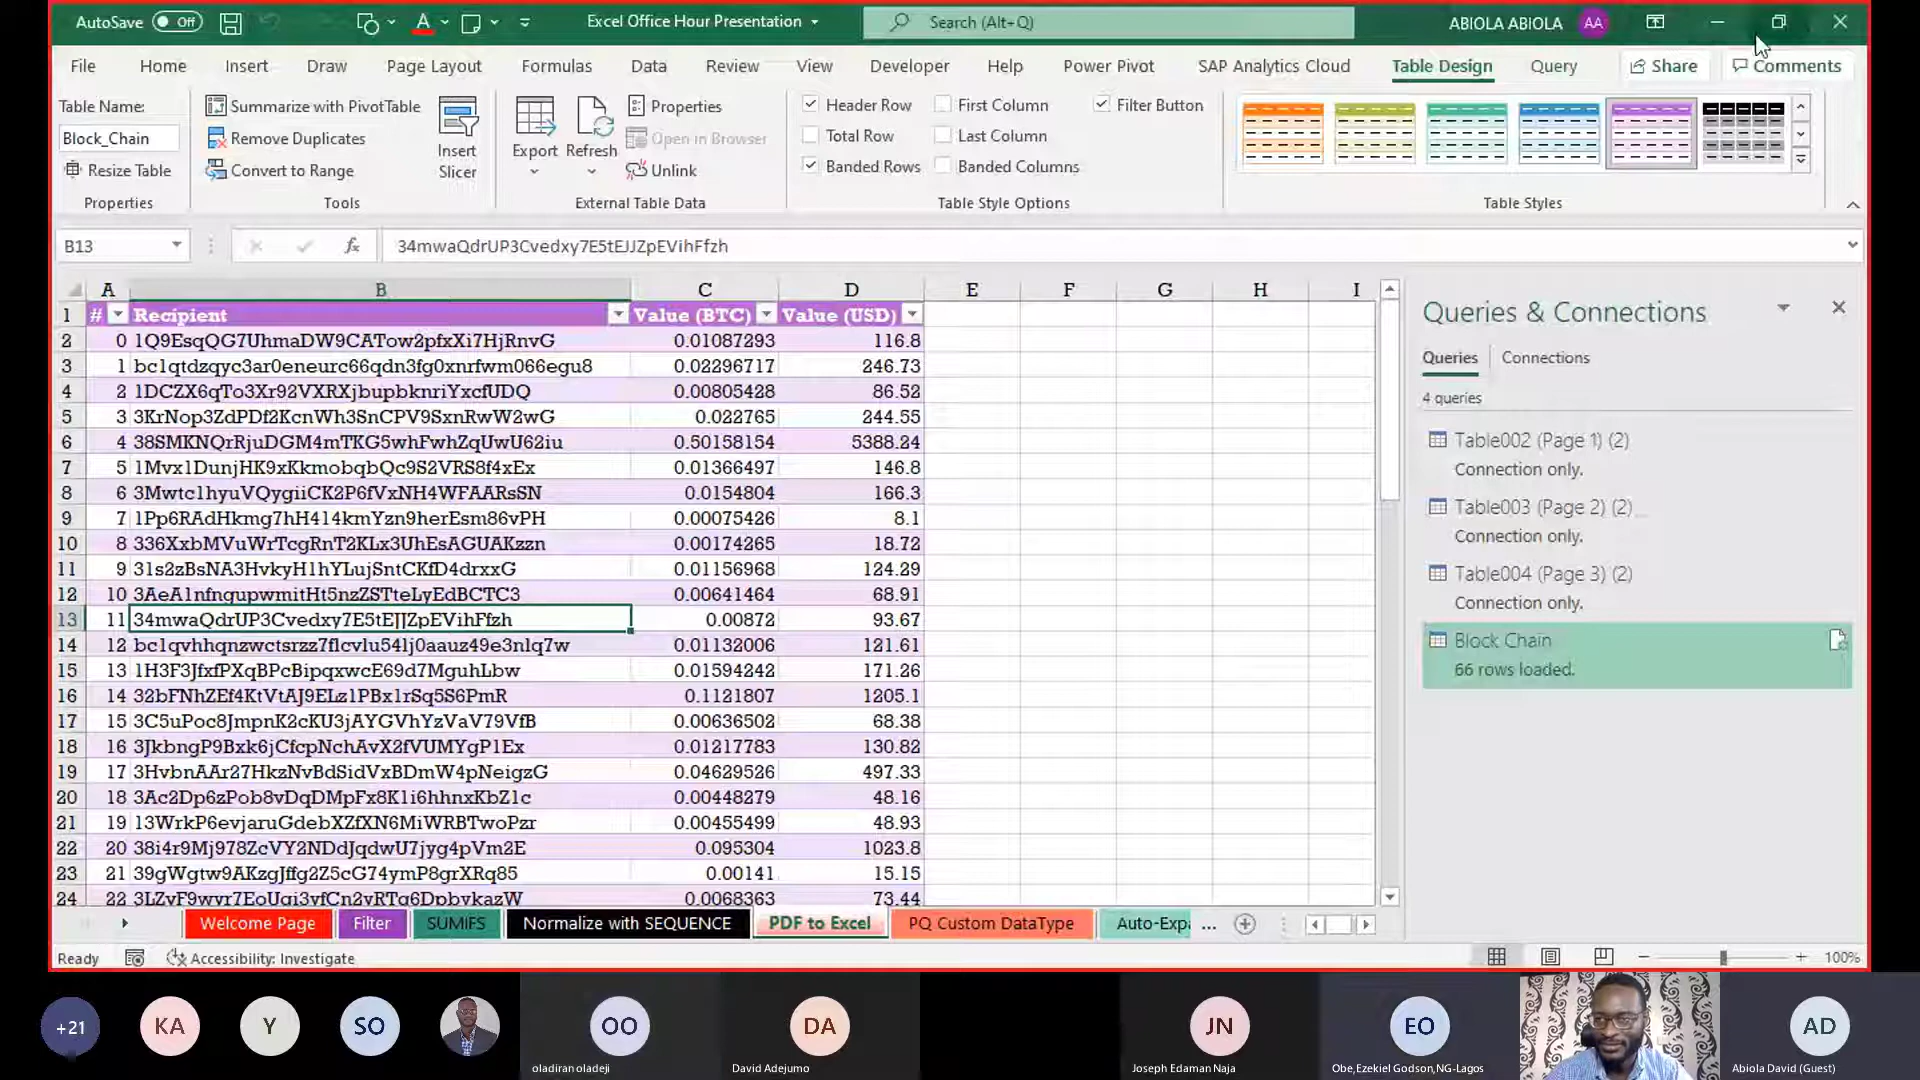 AutoSave Off
Excel Office Hour Presentation
Search (Alt+Q)
ABIOLA ABIOLA AA
File Home Insert Draw Page Layout Formulas Data Review View Developer Help Power Pivot SAP Analytics Cloud Table Design Query Share Comments
Table Name:
Block_Chain
Resize Table
Properties
Summarize with PivotTable
Remove Duplicates
Convert to Range
Tools
Insert Slicer
Export
Refresh
Properties
Open in Browser
Unlink
External Table Data
Header Row First Column Filter Button
Total Row Last Column
Banded Rows Banded Columns
Table Style Options
Table Styles
B13 fx 34mwaQdrUP3Cvedxy7E5tEJJZpEVihFfzh
A B C D E F G H I
1 # Recipient Value (BTC) Value (USD)
2 0 1Q9EsqQG7UhmaDW9CATow2pfxXi7HjRnvG 0.01087293 116.8
3 1 bc1qtdzqyc3ar0eneurc66qdn3fg0xnrfwm066egu8 0.02296717 246.73
4 2 1DCZX6qTo3Xr92VXRXjbupbknriYxcfUDQ 0.00805428 86.52
5 3 3KrNop3ZdPDf2KcnWh3SnCPV9SxnRwW2wG 0.022765 244.55
6 4 38SMKNQrRjuDGM4mTKG5whFwhZqUwU62iu 0.50158154 5388.24
7 5 1Mvx1DunjHK9xKkmobqbQc9S2VRS8f4xEx 0.01366497 146.8
8 6 3Mwtc1hyuVQygiiCK2P6fVxNH4WFAARsSN 0.0154804 166.3
9 7 1Pp6RAdHkmg7hH414kmYzn9herEsm86vPH 0.00075426 8.1
10 8 336XxbMVuWrTcgRnT2KLx3UhEsAGUAKzzn 0.00174265 18.72
11 9 31s2zBsNA3HvkyH1hYLujSntCKfD4drxxG 0.01156968 124.29
12 10 3AeA1nfnqupwmitHt5nzZSTteLyEdBCTC3 0.00641464 68.91
13 11 34mwaQdrUP3Cvedxy7E5tEJJZpEVihFfzh 0.00872 93.67
14 12 bc1qvhhqnzwctsrzz7flcvlu54lj0aauz49e3nlq7w 0.01132006 121.61
15 13 1H3F3JfxfPXqBPcBipqxwcE69d7MguhLbw 0.01594242 171.26
16 14 32bFNhZEf4KtVtAJ9ELz1PBx1rSq5S6PmR 0.1121807 1205.1
17 15 3C5uPoc8JmpnK2cKU3jAYGVhYzVaV79VfB 0.00636502 68.38
18 16 3JkbngP9Bxk6jCfcpNchAvX2fVUMYgP1Ex 0.01217783 130.82
19 17 3HvbnAAr27HkzNvBdSidVxBDmW4pNeigzG 0.04629526 497.33
20 18 3Ac2Dp6zPob8vDqDMpFx8K1i6hhnxKbZ1c 0.00448279 48.16
21 19 13WrkP6evjaruGdebXZfXN6MiWRBTwoPzr 0.00455499 48.93
22 20 38i4r9Mj978ZcVY2NDdJqdwU7jyg4pVm2E 0.095304 1023.8
23 21 39gWgtw9AKzgJffg2Z5cG74ymP8grXRq85 0.00141 15.15
24 22 0.0068363 73.44
Queries & Connections
Queries Connections
4 queries
Table002 (Page 1) (2)
Connection only.
Table003 (Page 2) (2)
Connection only.
Table004 (Page 3) (2)
Connection only.
Block Chain
66 rows loaded.
Welcome Page Filter SUMIFS Normalize with SEQUENCE PDF to Excel PQ Custom DataType Auto-Expa ...
Ready Accessibility: Investigate 100%
+21 KA Y SO OO DA JN EO AD
oladiran oladeji David Adejumo Joseph Edaman Naja Obe,Ezekiel Godson,NG-Lagos Abiola David (Guest)